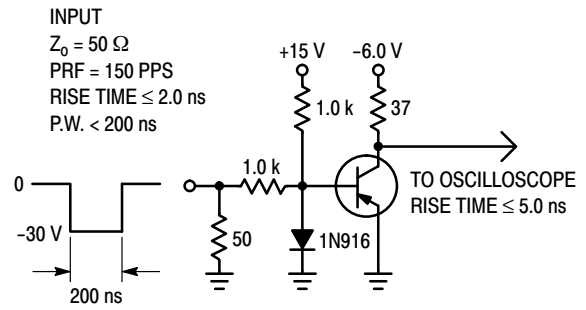 INPUT
Zo = 50 Ω
PRF = 150 PPS
RISE TIME ≤ 2.0 ns
P.W. < 200 ns
+15 V
−6.0 V
1.0 k
37
1.0 k
TO OSCILLOSCOPE
RISE TIME ≤ 5.0 ns
0
−30 V
50
1N916
200 ns